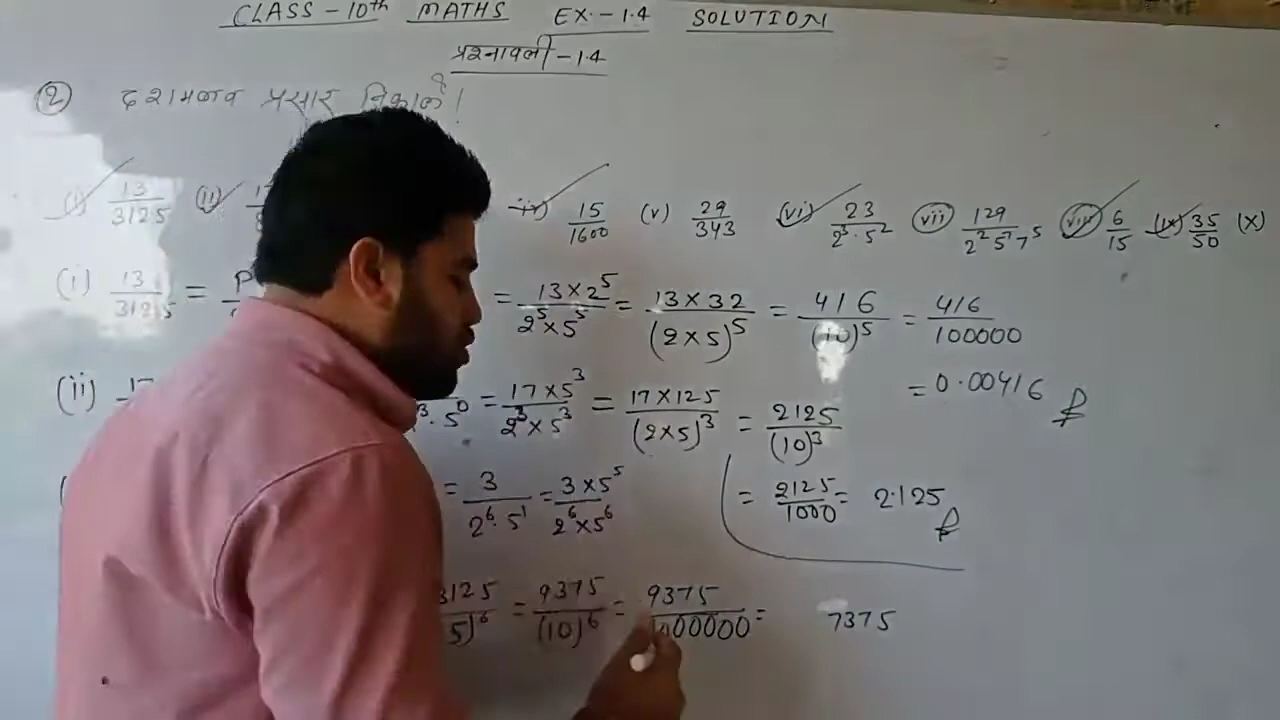 CLASS - 10th MATHS EX.-1.4 SOLUTION
प्रश्नावली-1.4
(2) दशमलव प्रसार निकालें।
(i) 13/3125 (ii) (iv) 15/1600 (v) 29/343 (vi) 23/2³·5² (vii) 129/2²5⁷7⁵ (viii) 6/15 (ix) 35/50 (x)
(i) 13/3125 = P = 13×2⁵/2⁵×5⁵ = 13×32/(2×5)⁵ = 416/(10)⁵ = 416/100000
= 0.00416
(ii) 17 3·5⁰ = 17×5³/2³×5³ = 17×125/(2×5)³ = 2125/(10)³
= 2125/1000 = 2.125
= 3/2⁶·5¹ = 3×5⁵/2⁶×5⁶
3125/5)⁶ = 9375/(10)⁶ = 9375/1000000 = 7375